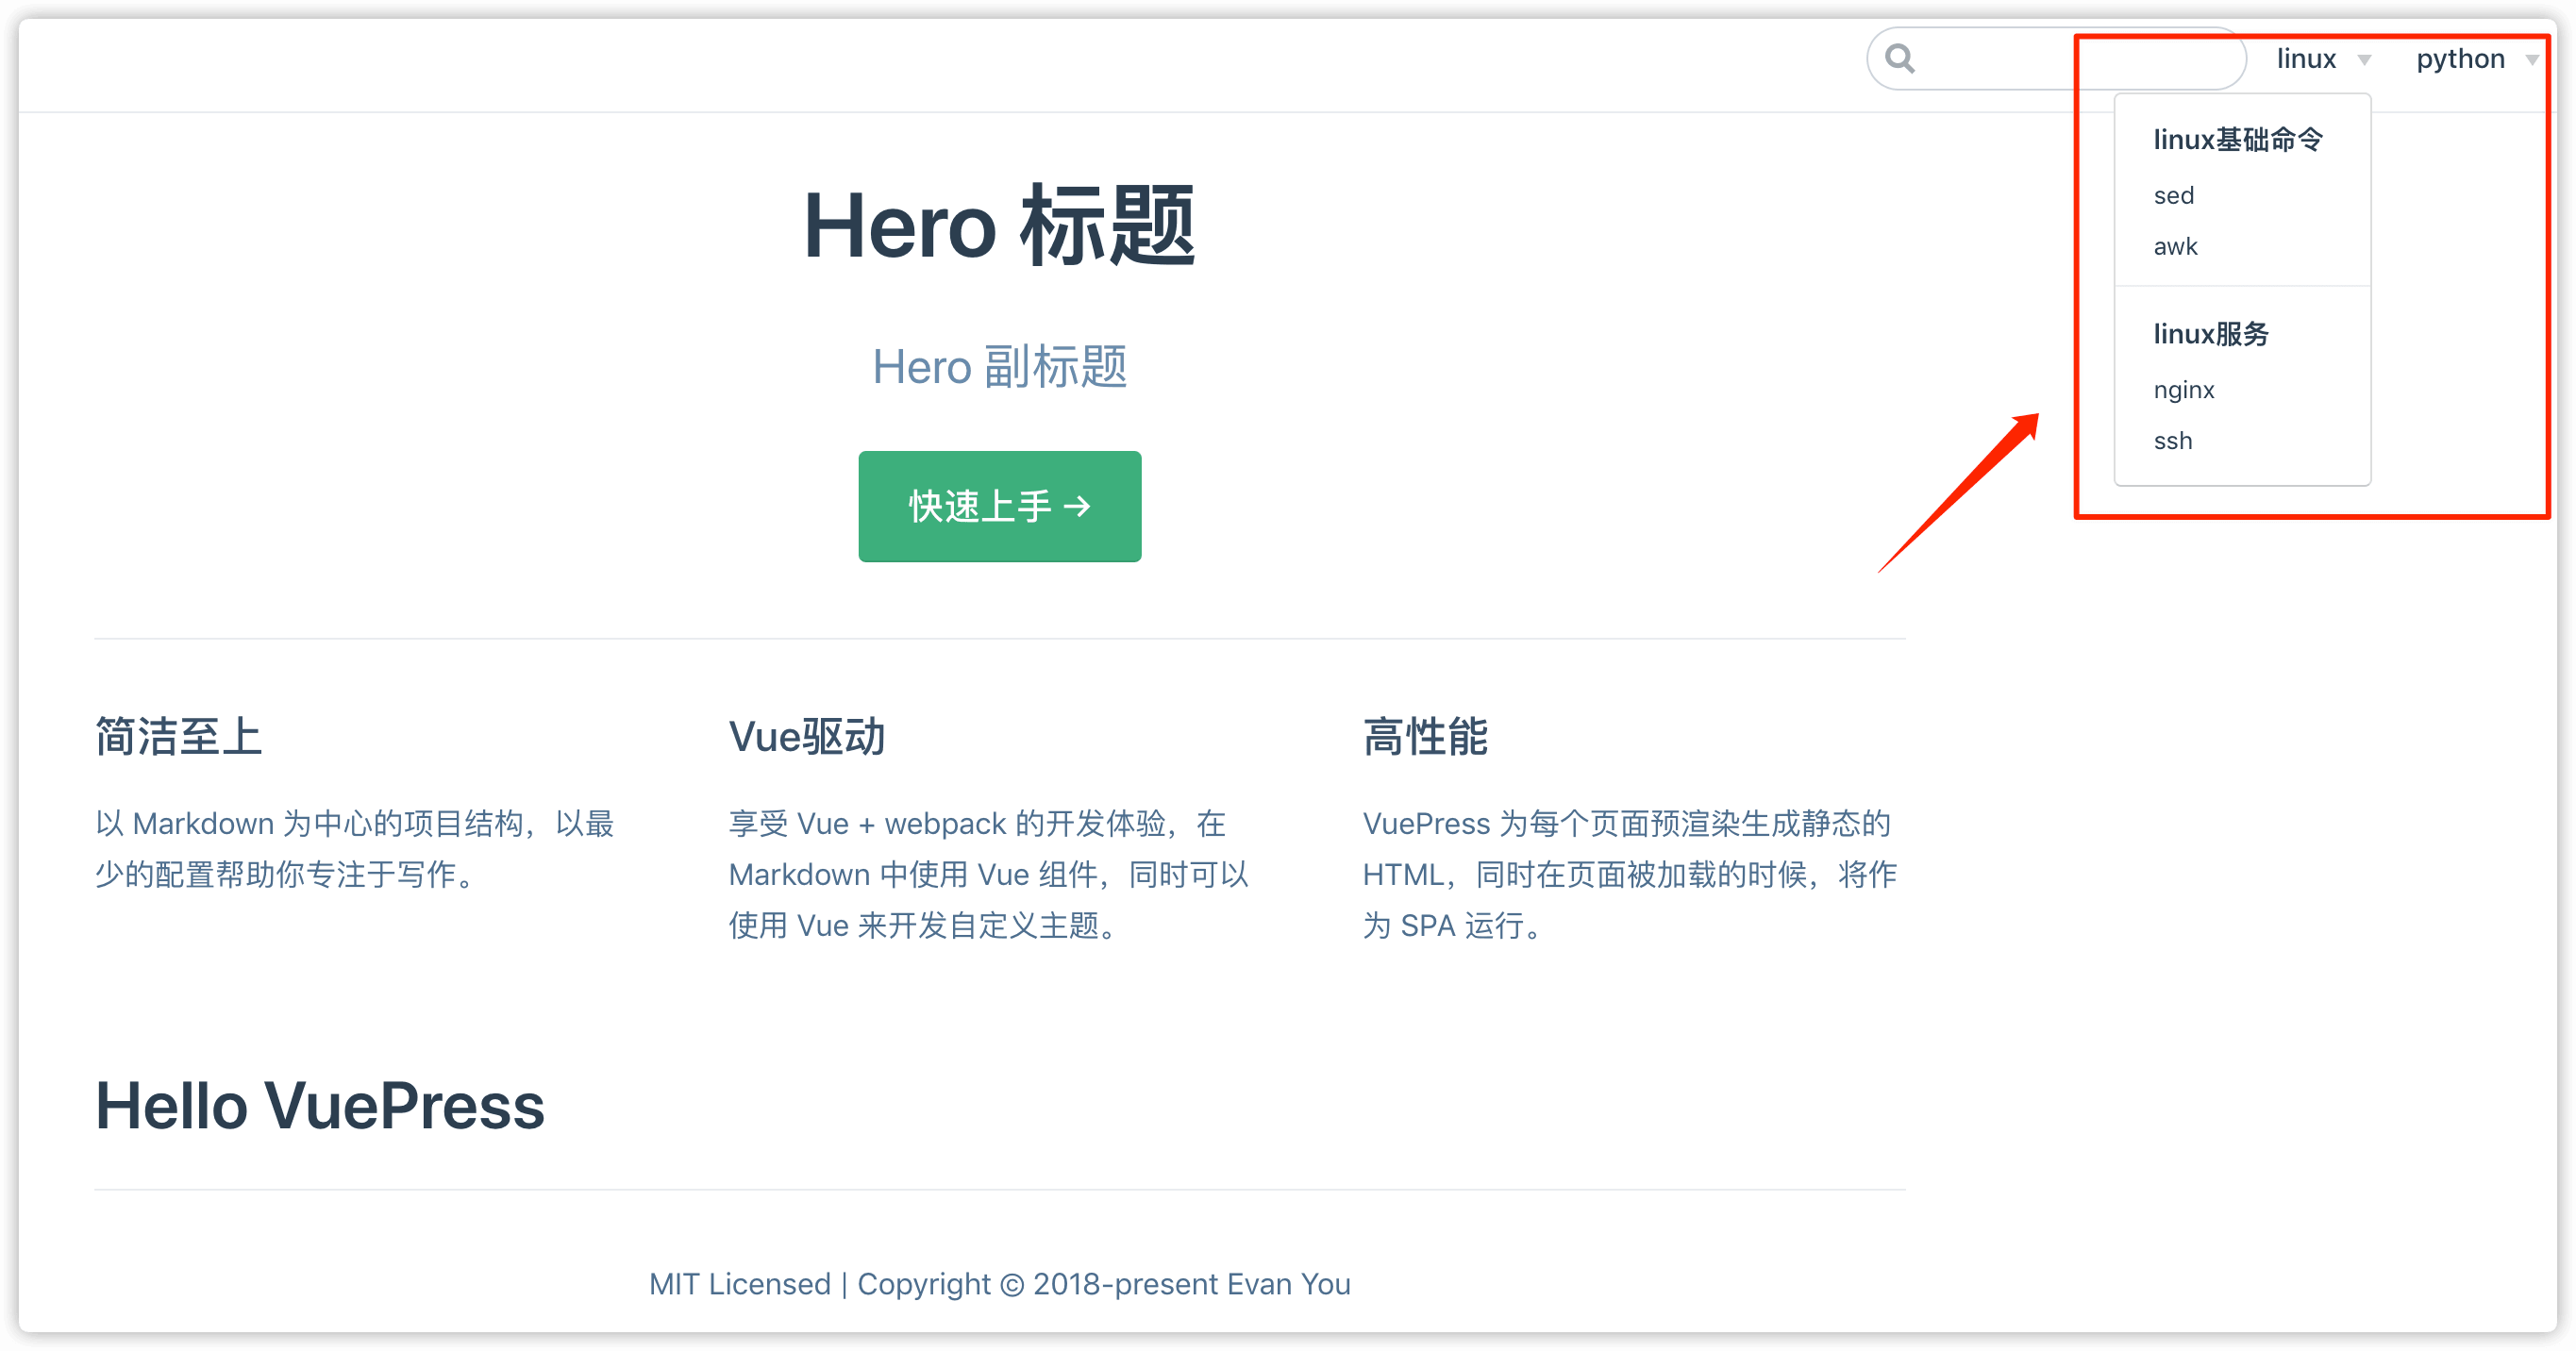 linux
python
linux基础命令
sed
awk
linux服务
nginx
ssh
Hero 标题
Hero 副标题
快速上手 →
简洁至上
以 Markdown 为中心的项目结构，以最
少的配置帮助你专注于写作。
Vue驱动
享受 Vue + webpack 的开发体验，在
Markdown 中使用 Vue 组件，同时可以
使用 Vue 来开发自定义主题。
高性能
VuePress 为每个页面预渲染生成静态的
HTML，同时在页面被加载的时候，将作
为 SPA 运行。
Hello VuePress
MIT Licensed | Copyright © 2018-present Evan You